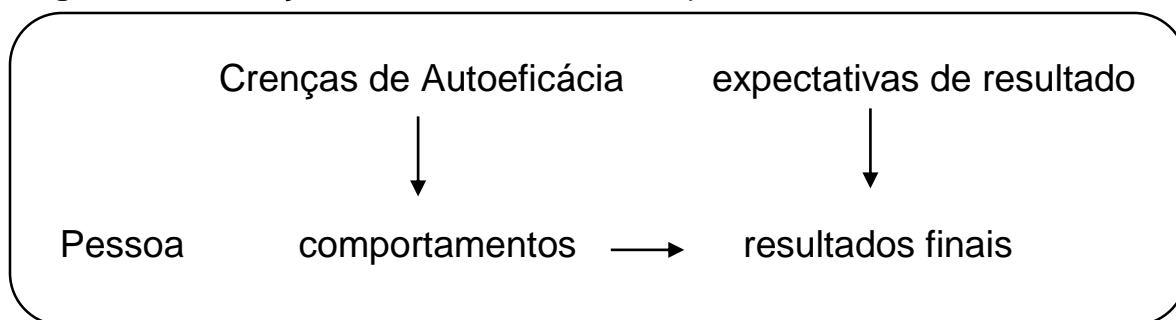 Crenças de Autoeficácia expectativas de resultado
Pessoa comportamentos resultados finais